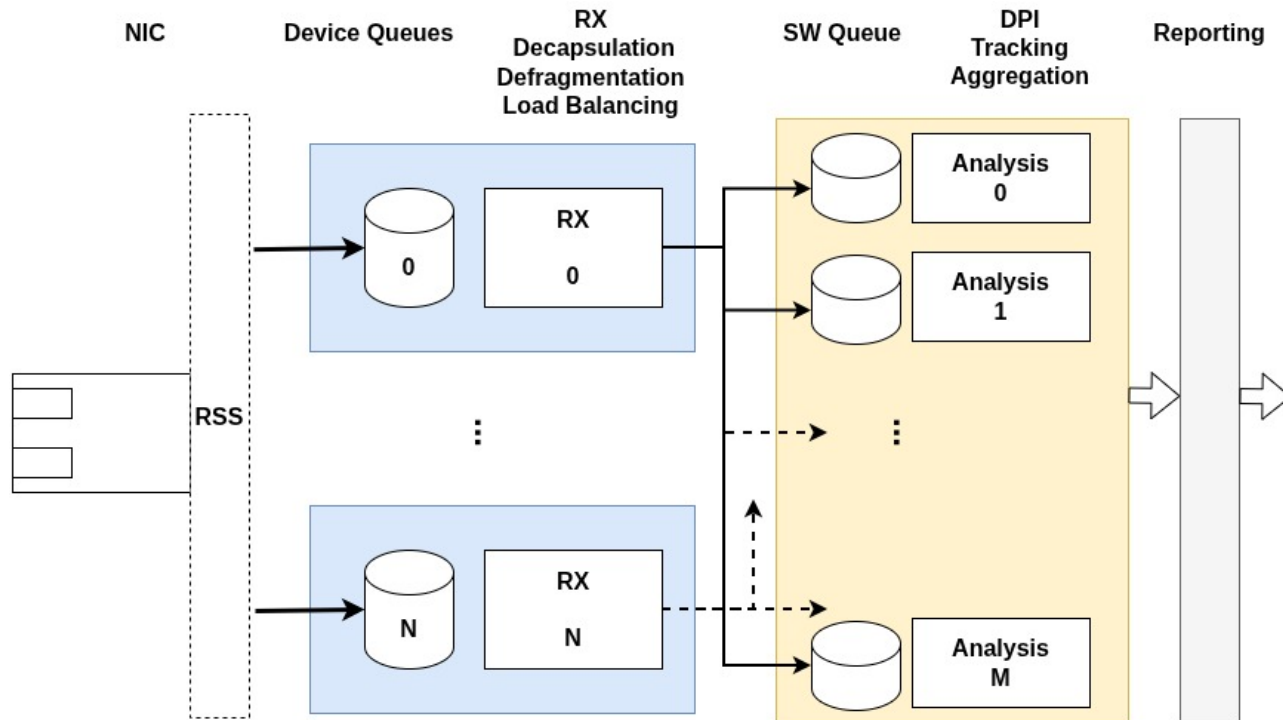 NIC
Device Queues
RX
Decapsulation
Defragmentation
Load Balancing
SW Queue
DPI
Tracking
Aggregation
Reporting
RSS
0
RX
0
Analysis
0
Analysis
1
...
...
N
RX
N
Analysis
M